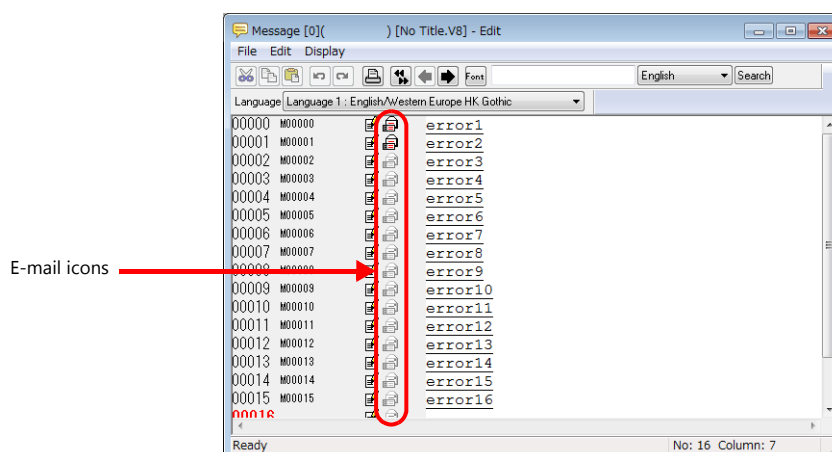 Message [0]( ) [No Title.V8] - Edit
File Edit Display
Font English Search
Language Language 1 : English/Western Europe HK Gothic
00000 M00000 error1
00001 M00001 error2
00002 M00002 error3
00003 M00003 error4
00004 M00004 error5
00005 M00005 error6
00006 M00006 error7
00007 M00007 error8
00008 M00008 error9
00009 M00009 error10
00010 M00010 error11
00011 M00011 error12
00012 M00012 error13
00013 M00013 error14
00014 M00014 error15
00015 M00015 error16
00016
E-mail icons
Ready No: 16 Column: 7